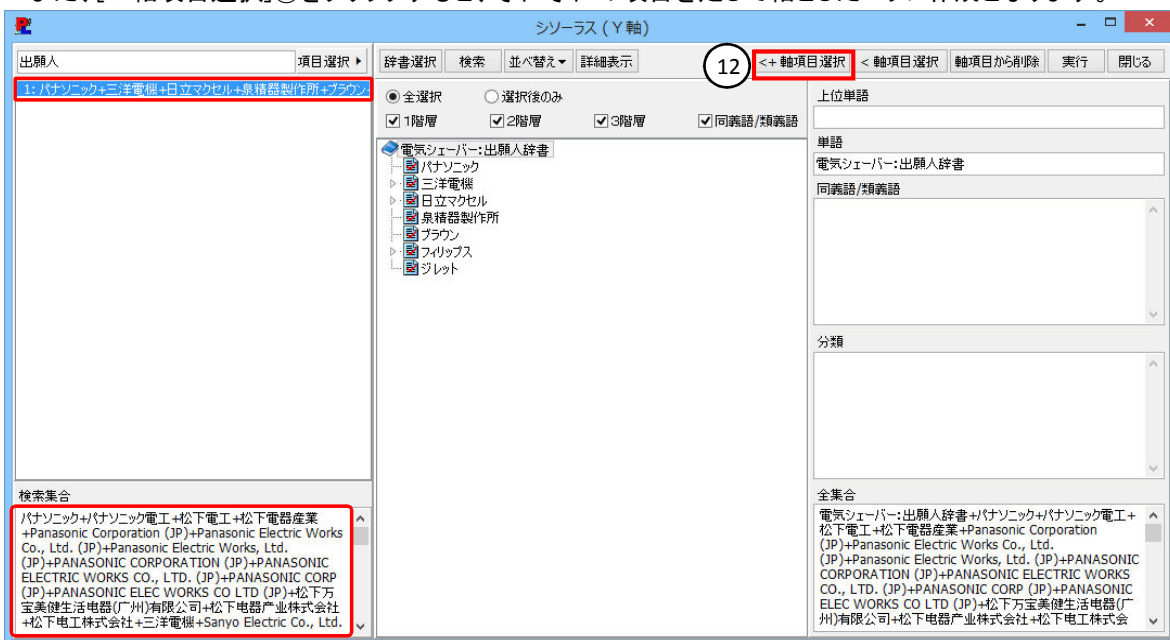 シソーラス ( Y 軸 )
出願人
項目選択
辞書選択 検索 並べ替え 詳細表示
12
<+ 軸項目選択 < 軸項目選択 軸項目から削除 実行 閉じる
1: パナソニック+三洋電機+日立マクセル+泉精器製作所+ブラウン
全選択 選択後のみ
1階層 2階層 3階層 同義語/類義語
電気シェーバー:出願人辞書
パナソニック
三洋電機
日立マクセル
泉精器製作所
ブラウン
フィリップス
ジレット
上位単語
単語
電気シェーバー:出願人辞書
同義語/類義語
分類
検索集合
パナソニック+パナソニック電工+松下電工+松下電器産業
+Panasonic Corporation (JP)+Panasonic Electric Works
Co., Ltd. (JP)+Panasonic Electric Works, Ltd.
(JP)+PANASONIC CORPORATION (JP)+PANASONIC
ELECTRIC WORKS CO., LTD. (JP)+PANASONIC CORP
(JP)+PANASONIC ELEC WORKS CO LTD (JP)+松下万
宝美健生活电器(广州)有限公司+松下电器产业株式会社
+松下电工株式会社+三洋電機+Sanyo Electric Co., Ltd.
全集合
電気シェーバー:出願人辞書+パナソニック+パナソニック電工+
松下電工+松下電器産業+Panasonic Corporation
(JP)+Panasonic Electric Works Co., Ltd.
(JP)+Panasonic Electric Works, Ltd. (JP)+PANASONIC
CORPORATION (JP)+PANASONIC ELECTRIC WORKS
CO., LTD. (JP)+PANASONIC CORP (JP)+PANASONIC
ELEC WORKS CO LTD (JP)+松下万宝美健生活电器(广
州)有限公司+松下电器产业株式会社+松下电工株式会